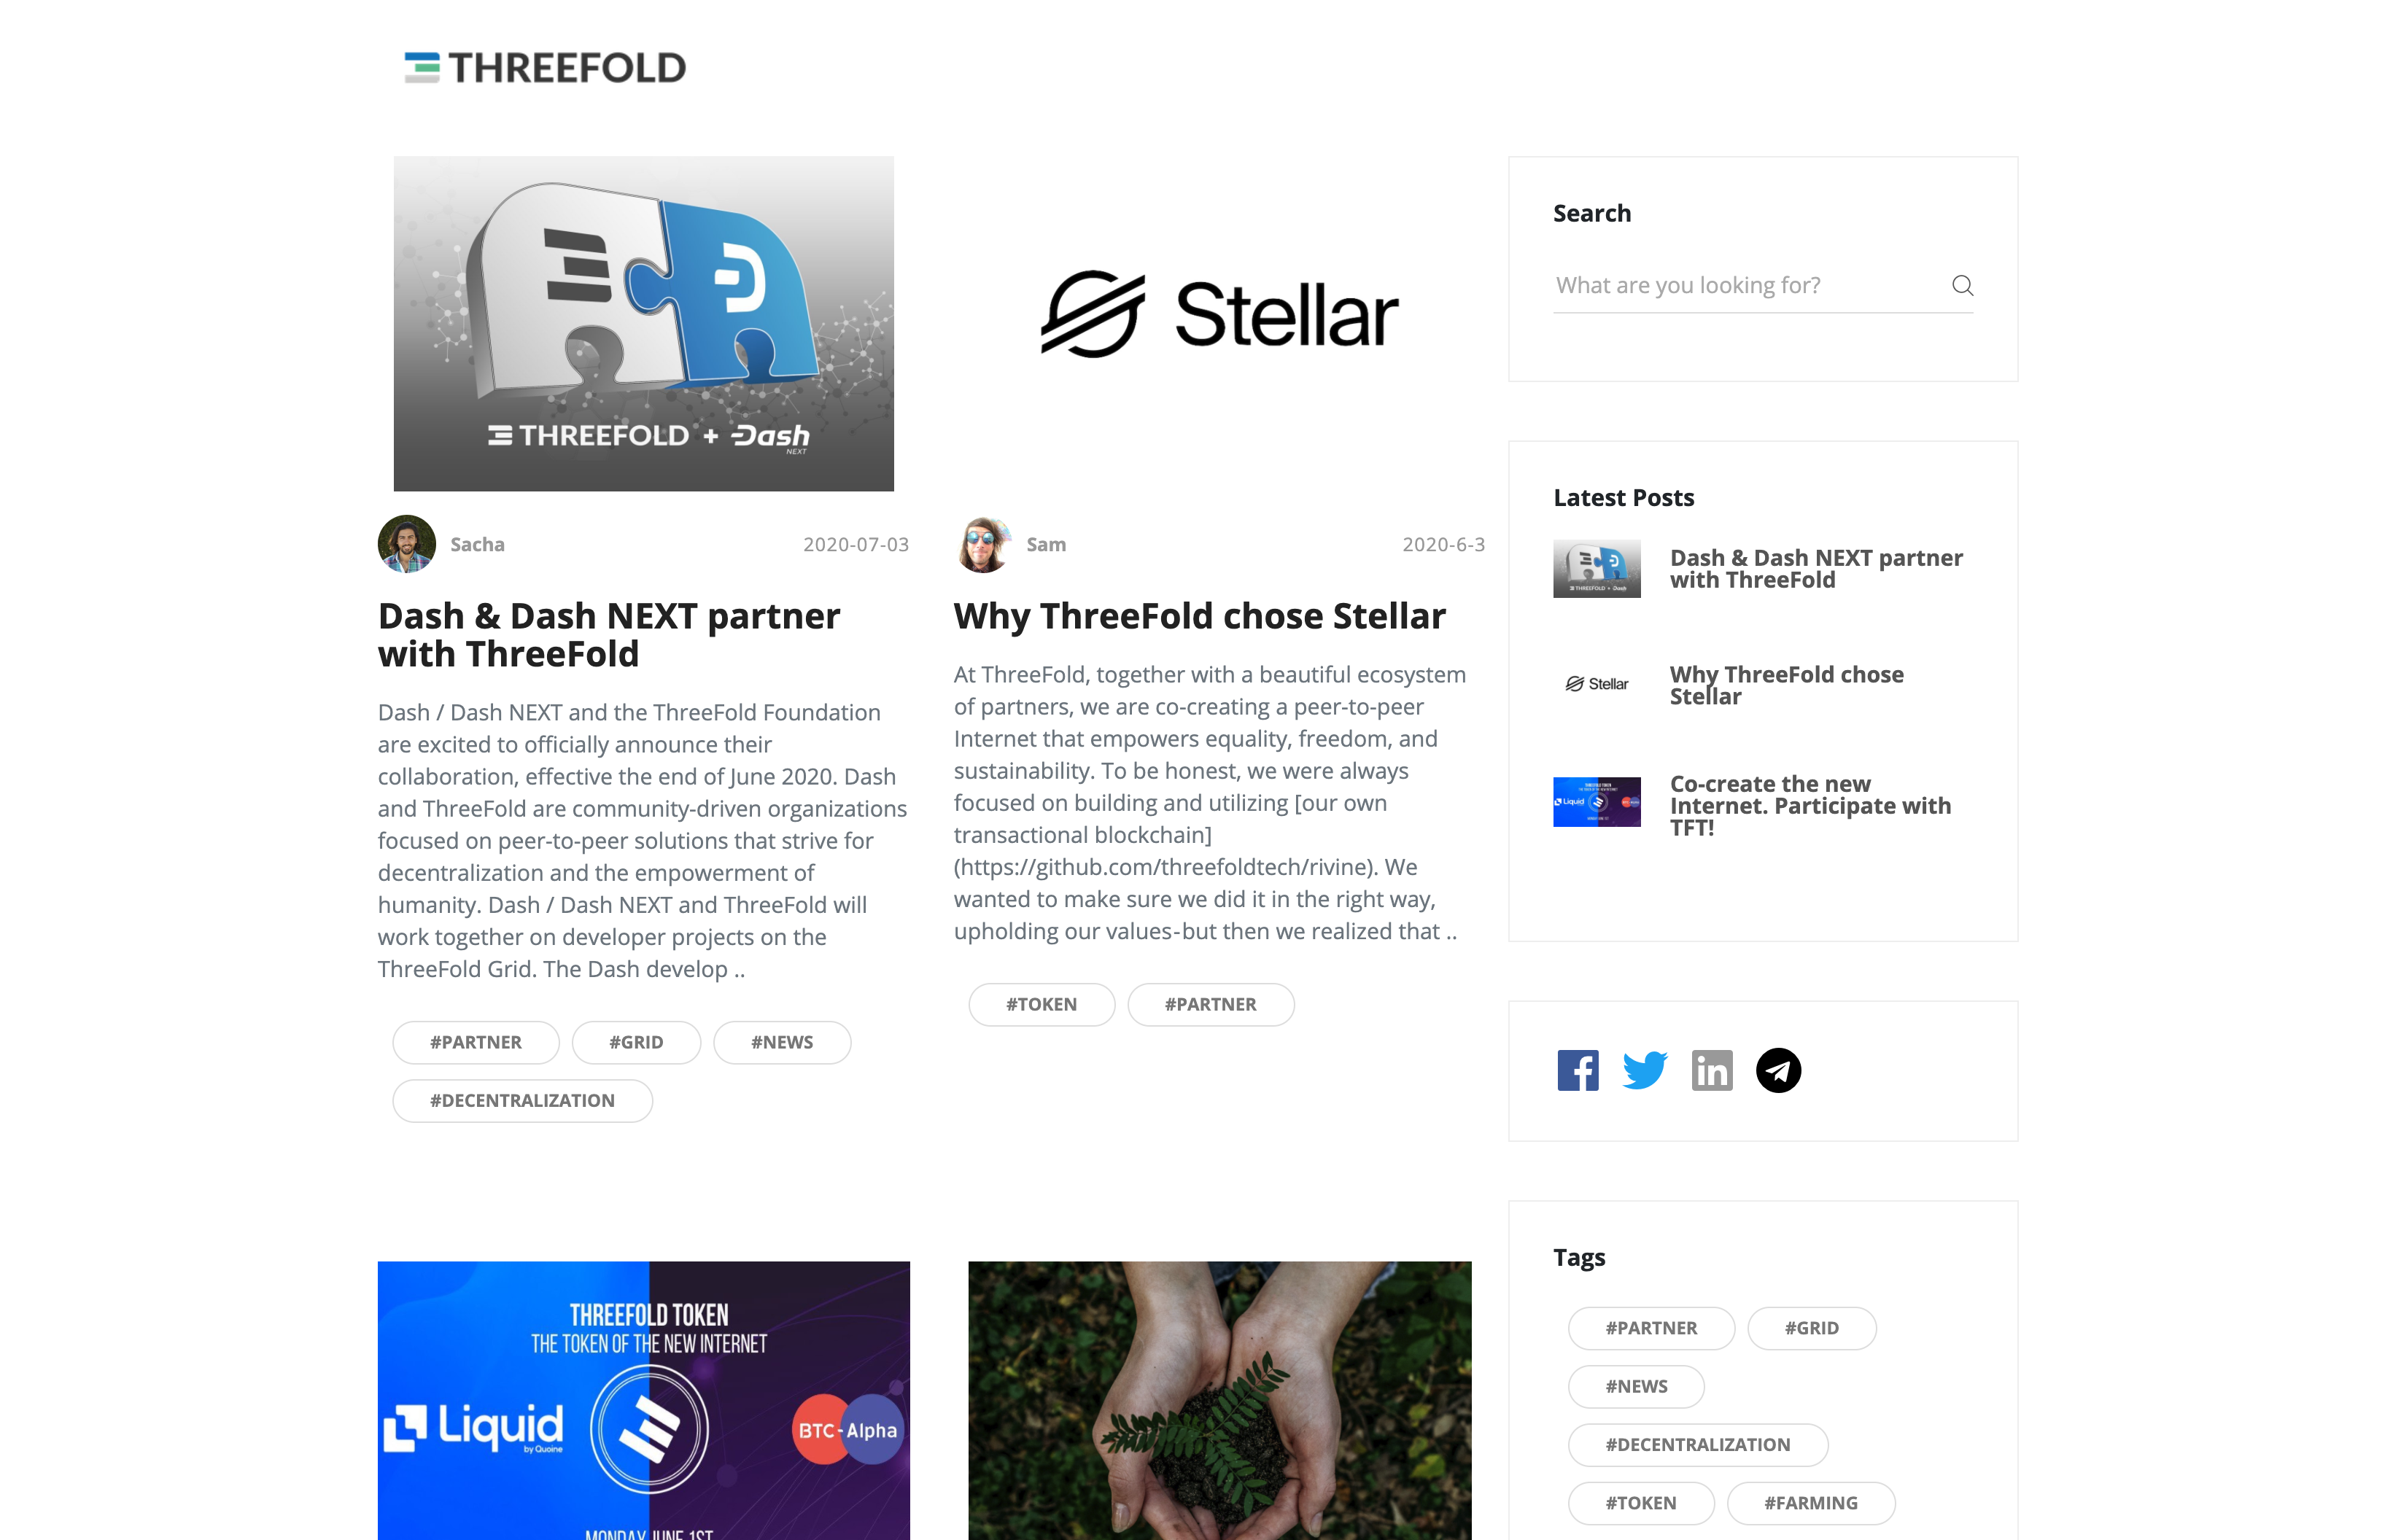 THREEFOLD
THREEFOLD + Dash
NEXT
Sacha
2020-07-03
Dash & Dash NEXT partner
with ThreeFold
Dash / Dash NEXT and the ThreeFold Foundation
are excited to officially announce their
collaboration, effective the end of June 2020. Dash
and ThreeFold are community-driven organizations
focused on peer-to-peer solutions that strive for
decentralization and the empowerment of
humanity. Dash / Dash NEXT and ThreeFold will
work together on developer projects on the
ThreeFold Grid. The Dash develop ..
#PARTNER
#GRID
#NEWS
#DECENTRALIZATION
Stellar
Sam
2020-6-3
Why ThreeFold chose Stellar
At ThreeFold, together with a beautiful ecosystem
of partners, we are co-creating a peer-to-peer
Internet that empowers equality, freedom, and
sustainability. To be honest, we were always
focused on building and utilizing [our own
transactional blockchain]
(https://github.com/threefoldtech/rivine). We
wanted to make sure we did it in the right way,
upholding our values-but then we realized that ..
#TOKEN
#PARTNER
THREEFOLD TOKEN
THE TOKEN OF THE NEW INTERNET
Liquid
by Quoine
BTC-Alpha
MONDAY JUNE 1ST
Search
What are you looking for?
Latest Posts
THREEFOLD + Dash
Dash & Dash NEXT partner
with ThreeFold
Stellar
Why ThreeFold chose
Stellar
Liquid
Co-create the new
Internet. Participate with
TFT!
Tags
#PARTNER
#GRID
#NEWS
#DECENTRALIZATION
#TOKEN
#FARMING